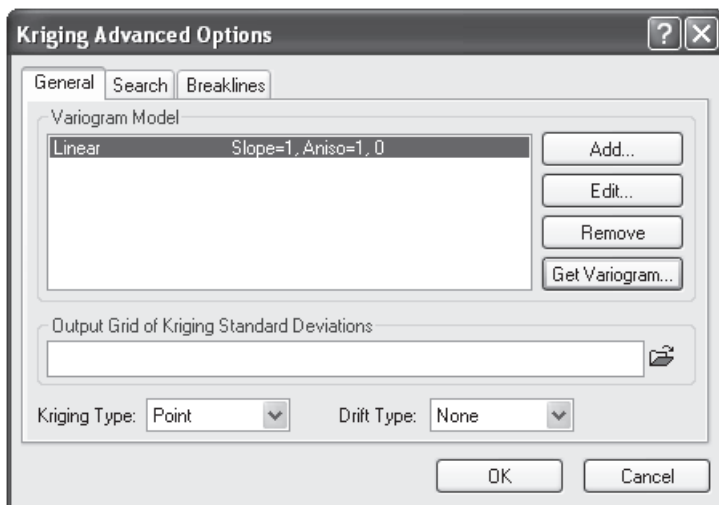 Kriging Advanced Options
General Search Breaklines
Variogram Model
Linear Slope=1, Aniso=1, 0
Add...
Edit...
Remove
Get Variogram...
Output Grid of Kriging Standard Deviations
Kriging Type: Point Drift Type: None
OK Cancel